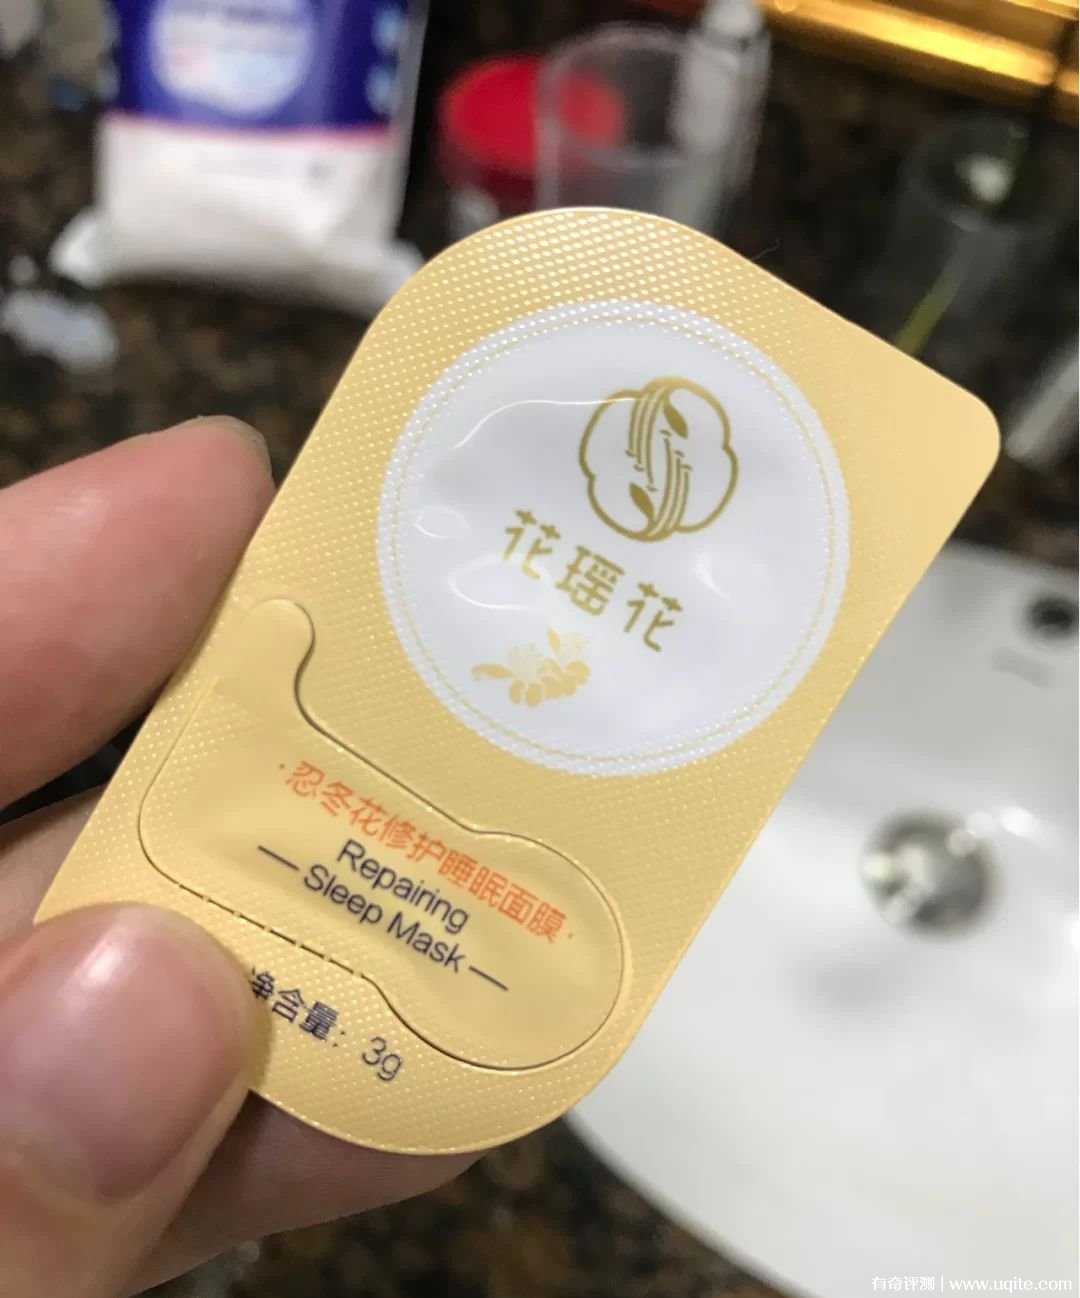 花瑶花
·忍冬花修护睡眠面膜·
Repairing
— Sleep Mask —
净含量：3g
有奇评测 | www.uqite.com